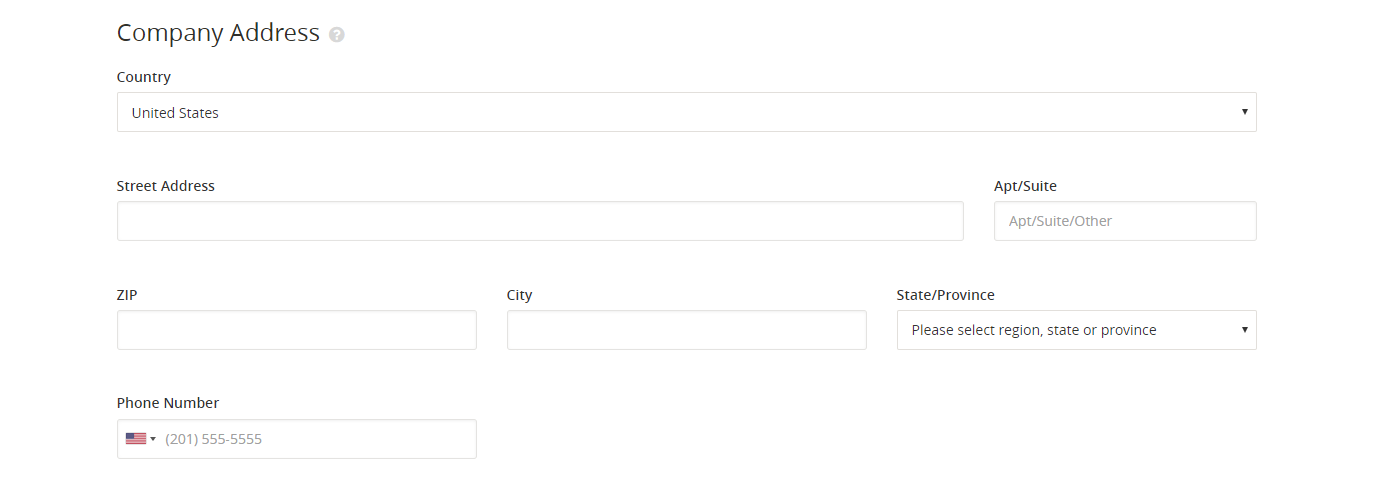 Company Address ?
Country
United States
Street Address Apt/Suite
Apt/Suite/Other
ZIP City State/Province
Please select region, state or province
Phone Number
(201) 555-5555